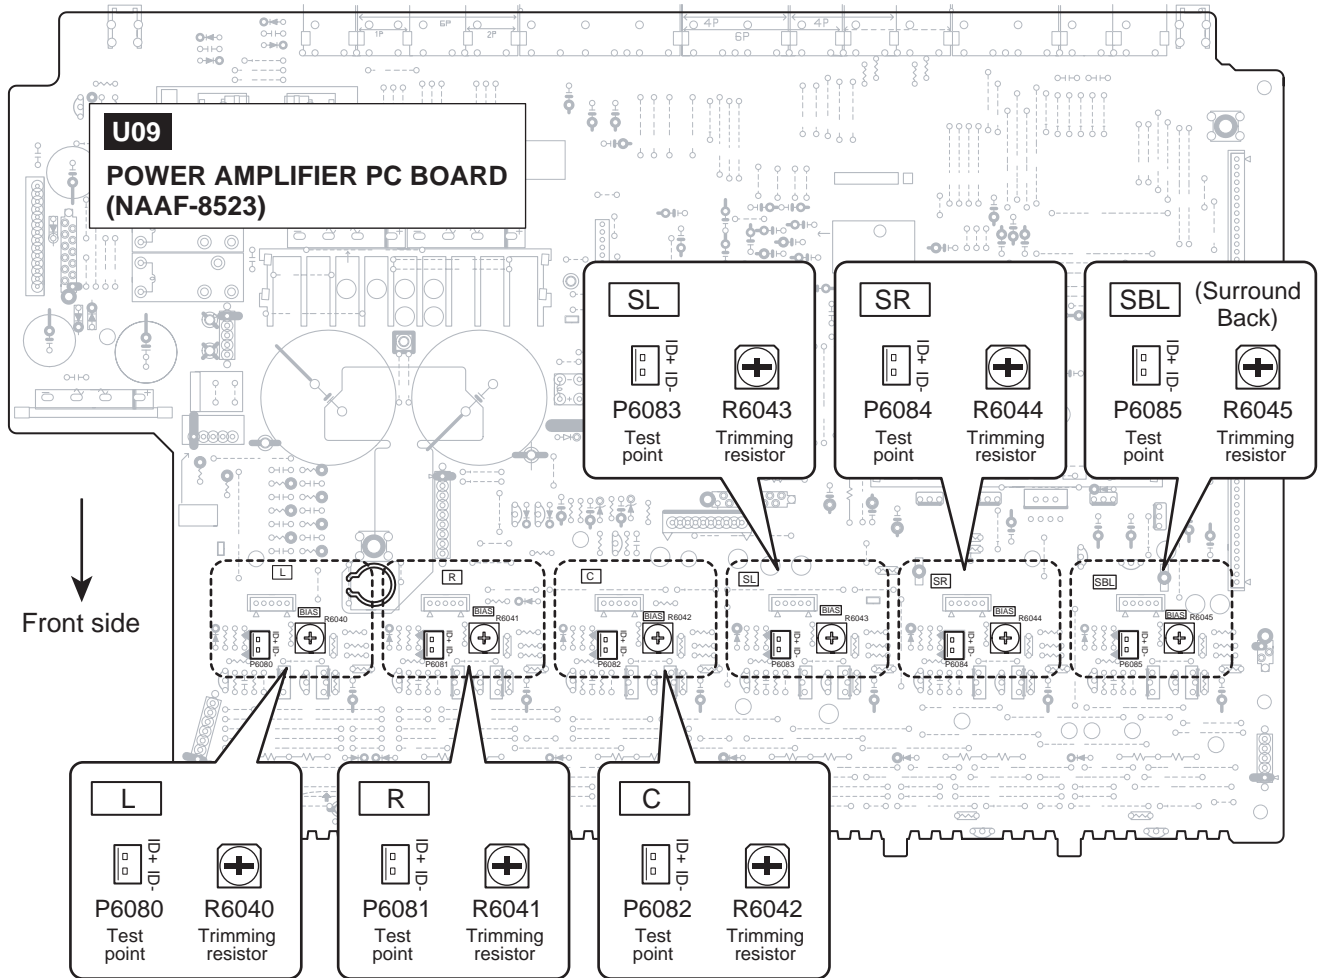 6P
1P
2P
4P
4P
6P
U09
POWER AMPLIFIER PC BOARD
(NAAF-8523)
SL
ID+ ID-
P6083
R6043
Test
point
Trimming
resistor
SR
ID+ ID-
P6084
R6044
Test
point
Trimming
resistor
SBL
(Surround
Back)
ID+ ID-
P6085
R6045
Test
point
Trimming
resistor
Front side
L
BIAS
R6040
P6080
R
BIAS
R6041
P6081
C
BIAS
R6042
P6082
SL
BIAS
R6043
P6083
SR
BIAS
R6044
P6084
SBL
BIAS
R6045
P6085
L
ID+ ID-
P6080
R6040
Test
point
Trimming
resistor
R
ID+ ID-
P6081
R6041
Test
point
Trimming
resistor
C
ID+ ID-
P6082
R6042
Test
point
Trimming
resistor